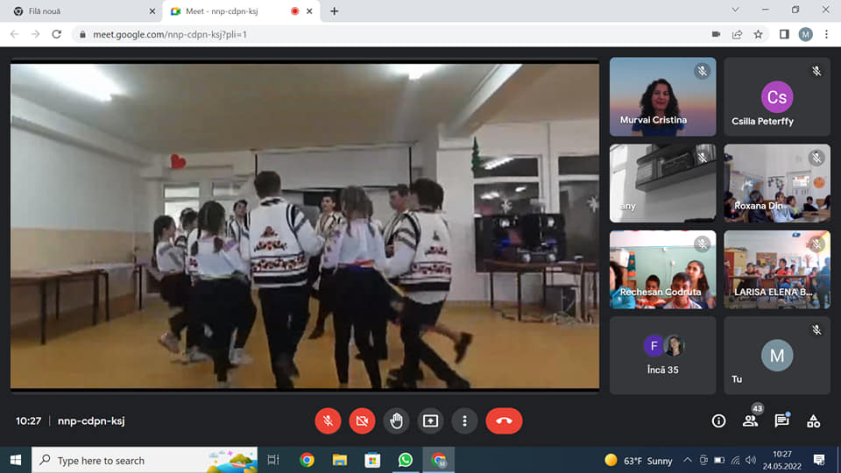 Filă nouă
Meet - nnp-cdpn-ksj
meet.google.com/nnp-cdpn-ksj?pli=1
M
Murvai Cristina
Cs
Csilla Peterffy
any
Roxana Din
Rechesan Codruta
LARISA ELENA B...
F
Încă 35
M
Tu
10:27
nnp-cdpn-ksj
43
Type here to search
63°F Sunny
10:27
24.05.2022